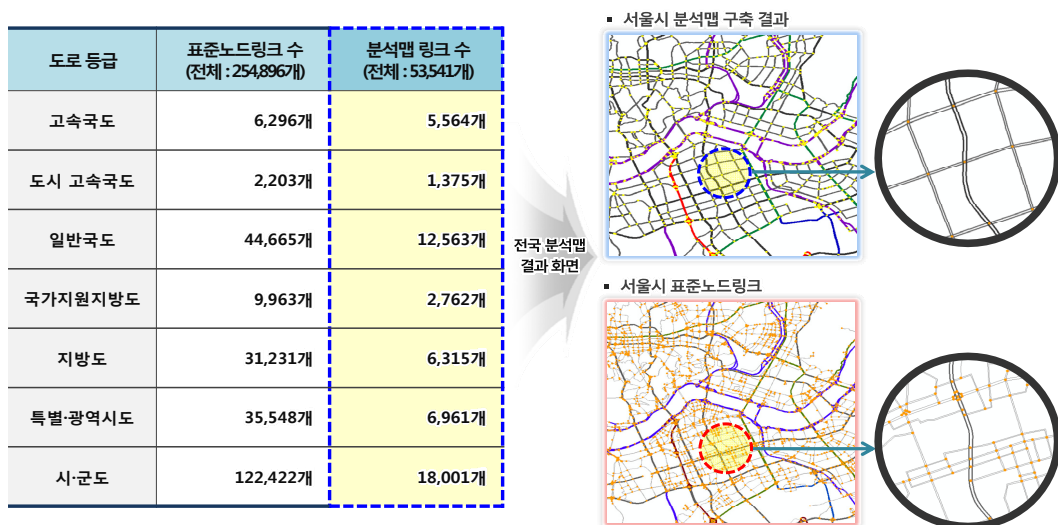 도로 등급
표준노드링크 수
(전체 : 254,896개)
분석맵 링크 수
(전체 : 53,541개)
고속국도 6,296개 5,564개
도시 고속국도 2,203개 1,375개
일반국도 44,665개 12,563개
국가지원지방도 9,963개 2,762개
지방도 31,231개 6,315개
특별·광역시도 35,548개 6,961개
시·군도 122,422개 18,001개
전국 분석맵
결과 화면
▪ 서울시 분석맵 구축 결과
▪ 서울시 표준노드링크